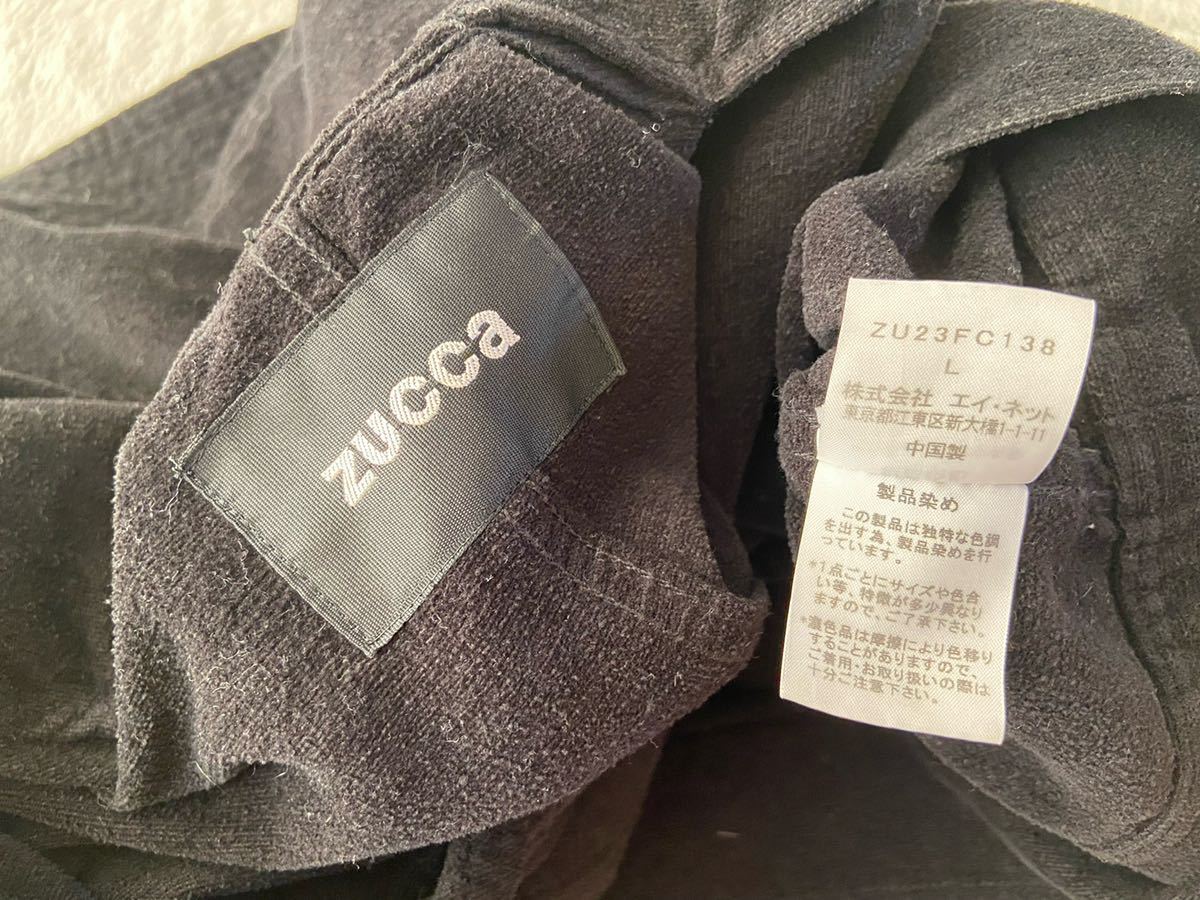 zucca
ZU23FC138
L
株式会社 エイ・ネット
東京都江東区新大橋1-1-11
中国製
製品染め
この製品は独特な色調
を出す為、製品染めを行
っています。
*1点ごとにサイズや色合
い等、特徴が多少異なり
ますので、ご了承下さい。
*濃色品は摩擦により色移り
することがありますので、
ご着用・お取り扱いの際は
十分ご注意下さい。